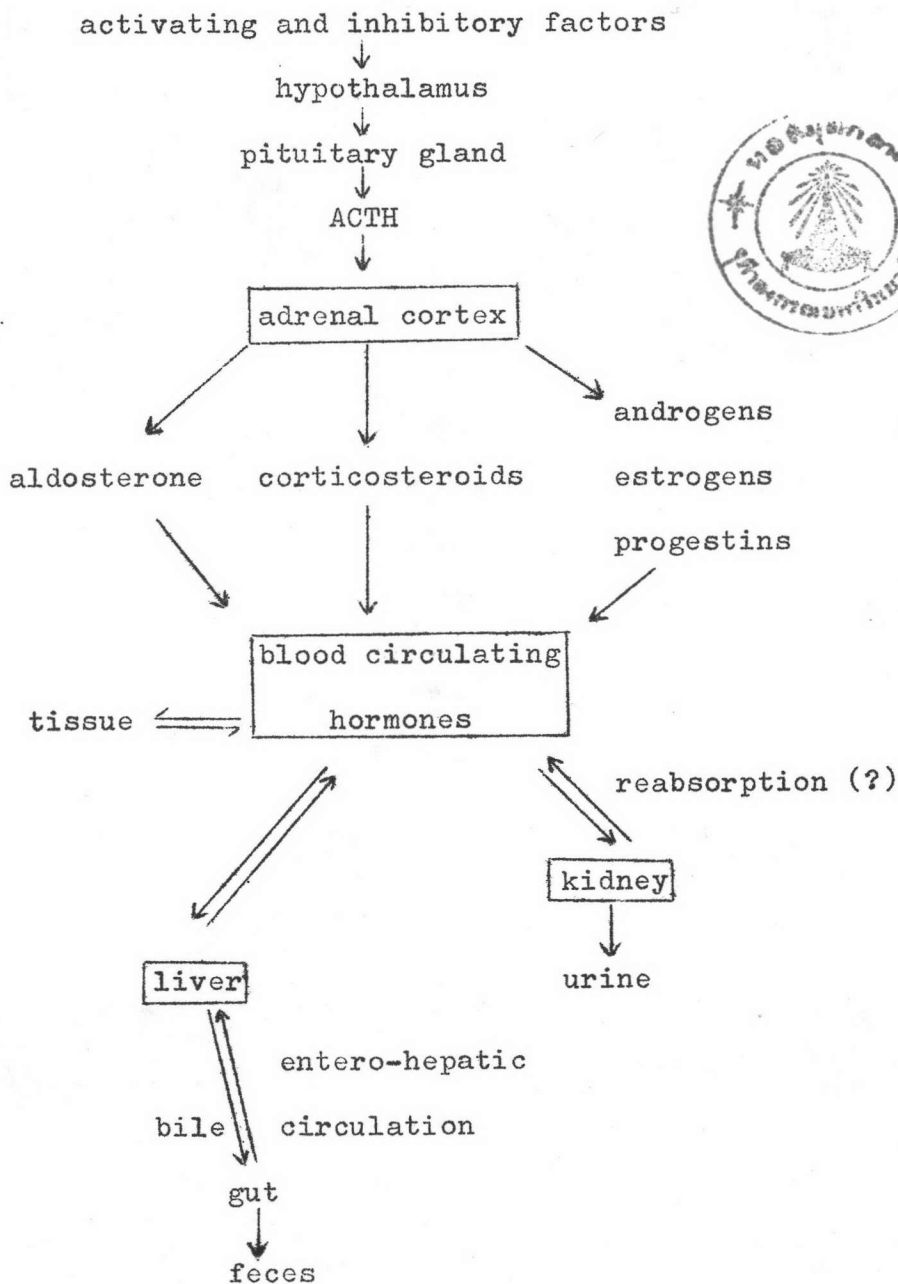 activating and inhibitory factors
hypothalamus
pituitary gland
ACTH
adrenal cortex
androgens
aldosterone corticosteroids estrogens
progestins
blood circulating
tissue hormones
reabsorption (?)
kidney
liver urine
entero-hepatic
bile circulation
gut
feces